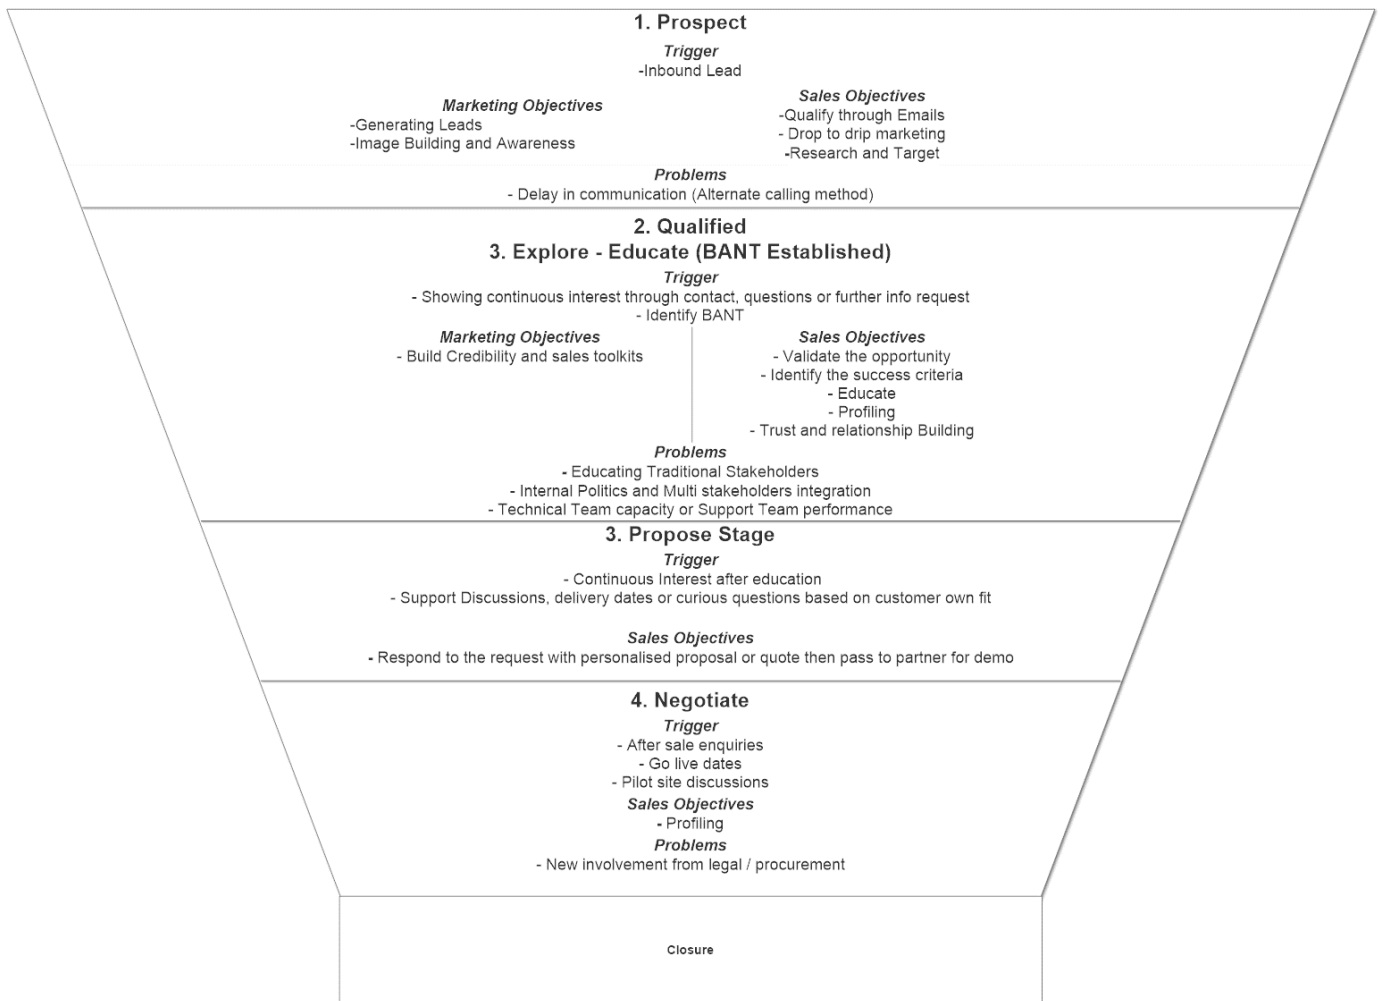 1. Prospect
Trigger
-Inbound Lead
Marketing Objectives
-Generating Leads
-Image Building and Awareness
Sales Objectives
-Qualify through Emails
- Drop to drip marketing
-Research and Target
Problems
- Delay in communication (Alternate calling method)
2. Qualified
3. Explore - Educate (BANT Established)
Trigger
- Showing continuous interest through contact, questions or further info request
- Identify BANT
Marketing Objectives
- Build Credibility and sales toolkits
Sales Objectives
- Validate the opportunity
- Identify the success criteria
- Educate
- Profiling
- Trust and relationship Building
Problems
- Educating Traditional Stakeholders
- Internal Politics and Multi stakeholders integration
- Technical Team capacity or Support Team performance
3. Propose Stage
Trigger
- Continuous Interest after education
- Support Discussions, delivery dates or curious questions based on customer own fit
Sales Objectives
- Respond to the request with personalised proposal or quote then pass to partner for demo
4. Negotiate
Trigger
- After sale enquiries
- Go live dates
- Pilot site discussions
Sales Objectives
- Profiling
Problems
- New involvement from legal / procurement
Closure